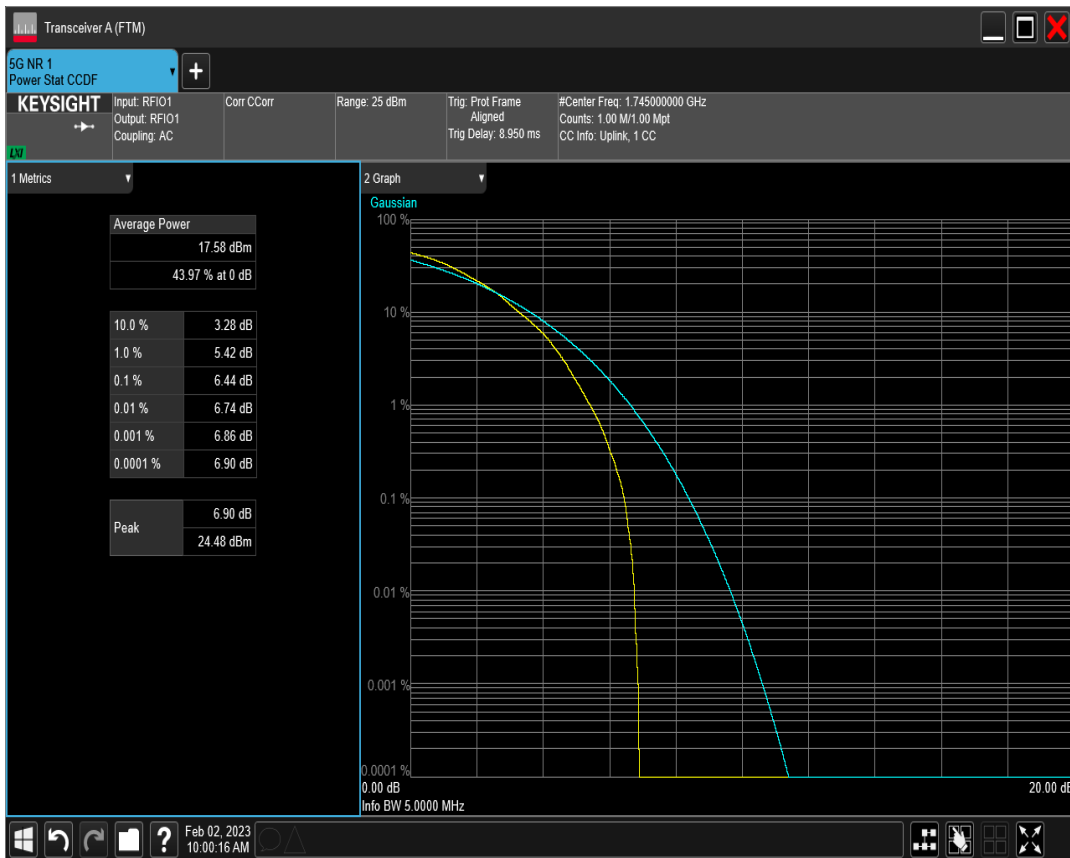 Transceiver A (FTM)
5G NR 1
Power Stat CCDF
+
KEYSIGHT
LXI
Input: RFIO1
Output: RFIO1
Coupling: AC
Corr CCorr
Range: 25 dBm
Trig: Prot Frame
Aligned
Trig Delay: 8.950 ms
#Center Freq: 1.745000000 GHz
Counts: 1.00 M/1.00 Mpt
CC Info: Uplink, 1 CC
1 Metrics
Average Power
17.58 dBm
43.97 % at 0 dB
10.0 % 3.28 dB
1.0 % 5.42 dB
0.1 % 6.44 dB
0.01 % 6.74 dB
0.001 % 6.86 dB
0.0001 % 6.90 dB
Peak
6.90 dB
24.48 dBm
2 Graph
Gaussian
100 %
10 %
1 %
0.1 %
0.01 %
0.001 %
0.0001 %
0.00 dB
20.00 dB
Info BW 5.0000 MHz
?
Feb 02, 2023
10:00:16 AM